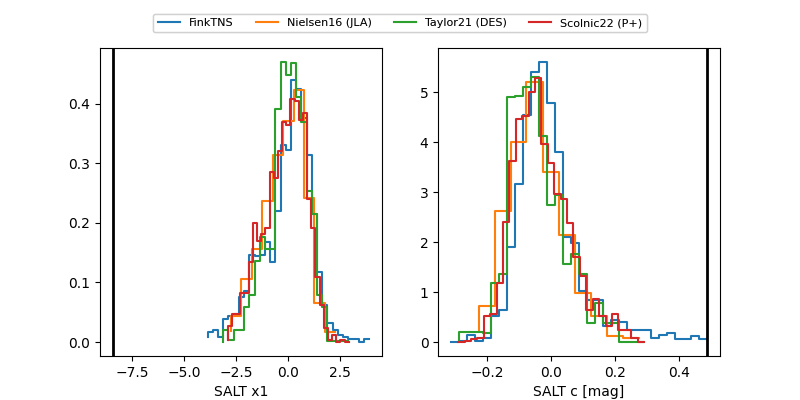 FinkTNS Nielsen16 (JLA) Taylor21 (DES) Scolnic22 (P+)
0.4
0.3
0.2
0.1
0.0
−7.5 −5.0 −2.5 0.0 2.5
SALT x1
5
4
3
2
1
0
−0.2 0.0 0.2 0.4
SALT c [mag]